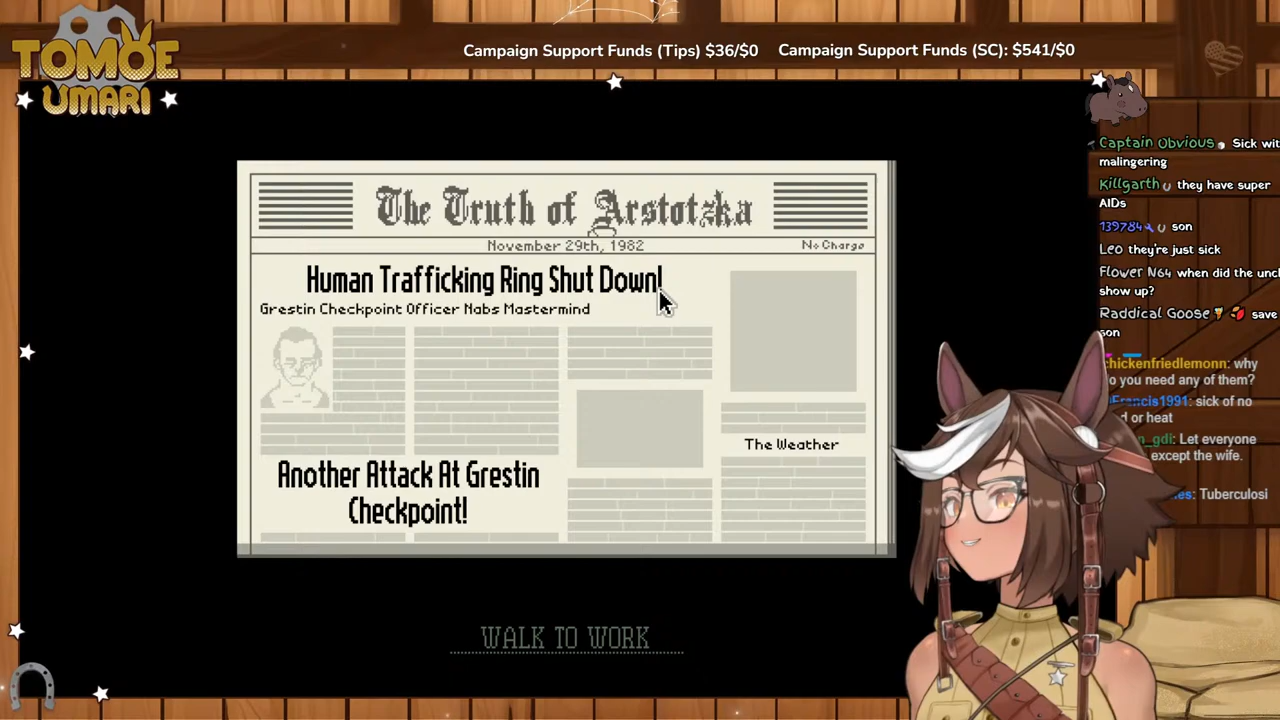 TOMOE
UMARI
Campaign Support Funds (Tips) $36/$0
Campaign Support Funds (SC): $541/$0
The Truth of Arstotzka
November 29th, 1982
No Charge
Human Trafficking Ring Shut Down!
Grestin Checkpoint Officer Nabs Mastermind
Another Attack At Grestin
Checkpoint!
The Weather
WALK TO WORK
Captain Obvious Sick
malingering
Killgarth they have super
AIDs
139784 son
Leo they're just sick
Flower N64 when did the
show up?
Raddical Goose save
son
chickenfriedlemonn: why
you need any of them?
Francis1991: sick of no
or heat
_gdi: Let everyone
except the wife.